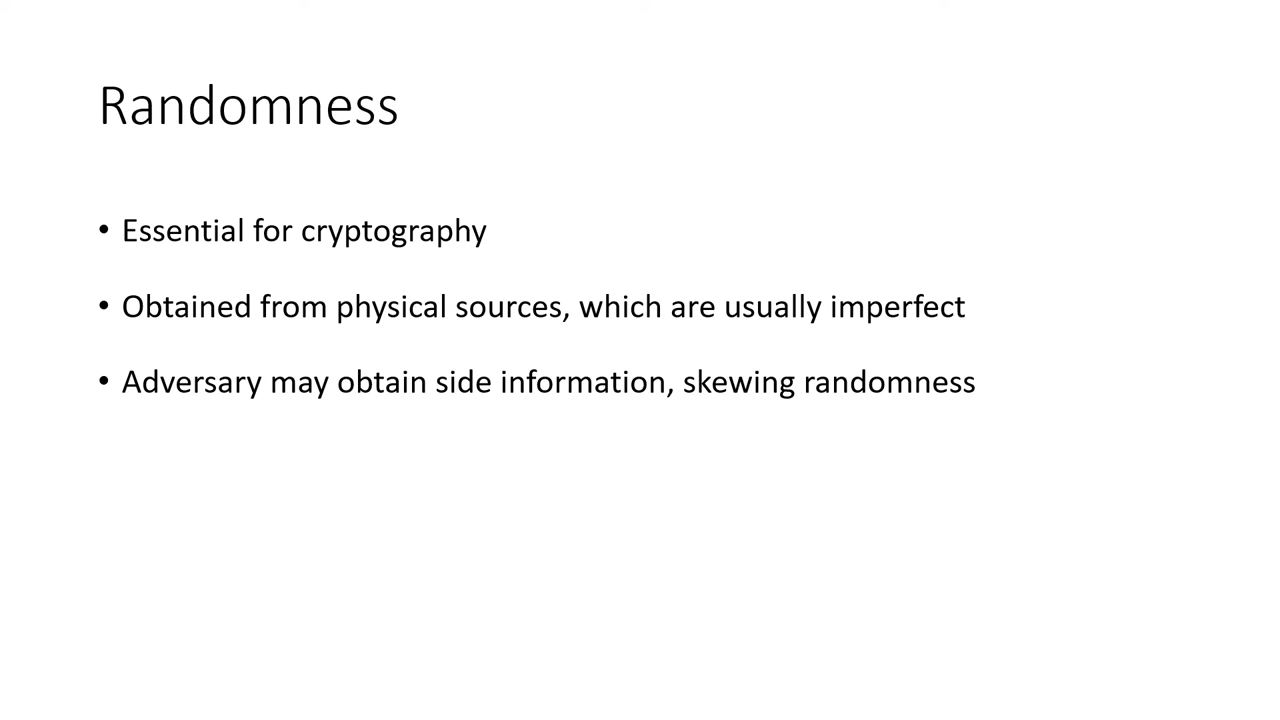 Randomness
• Essential for cryptography
• Obtained from physical sources, which are usually imperfect
• Adversary may obtain side information, skewing randomness